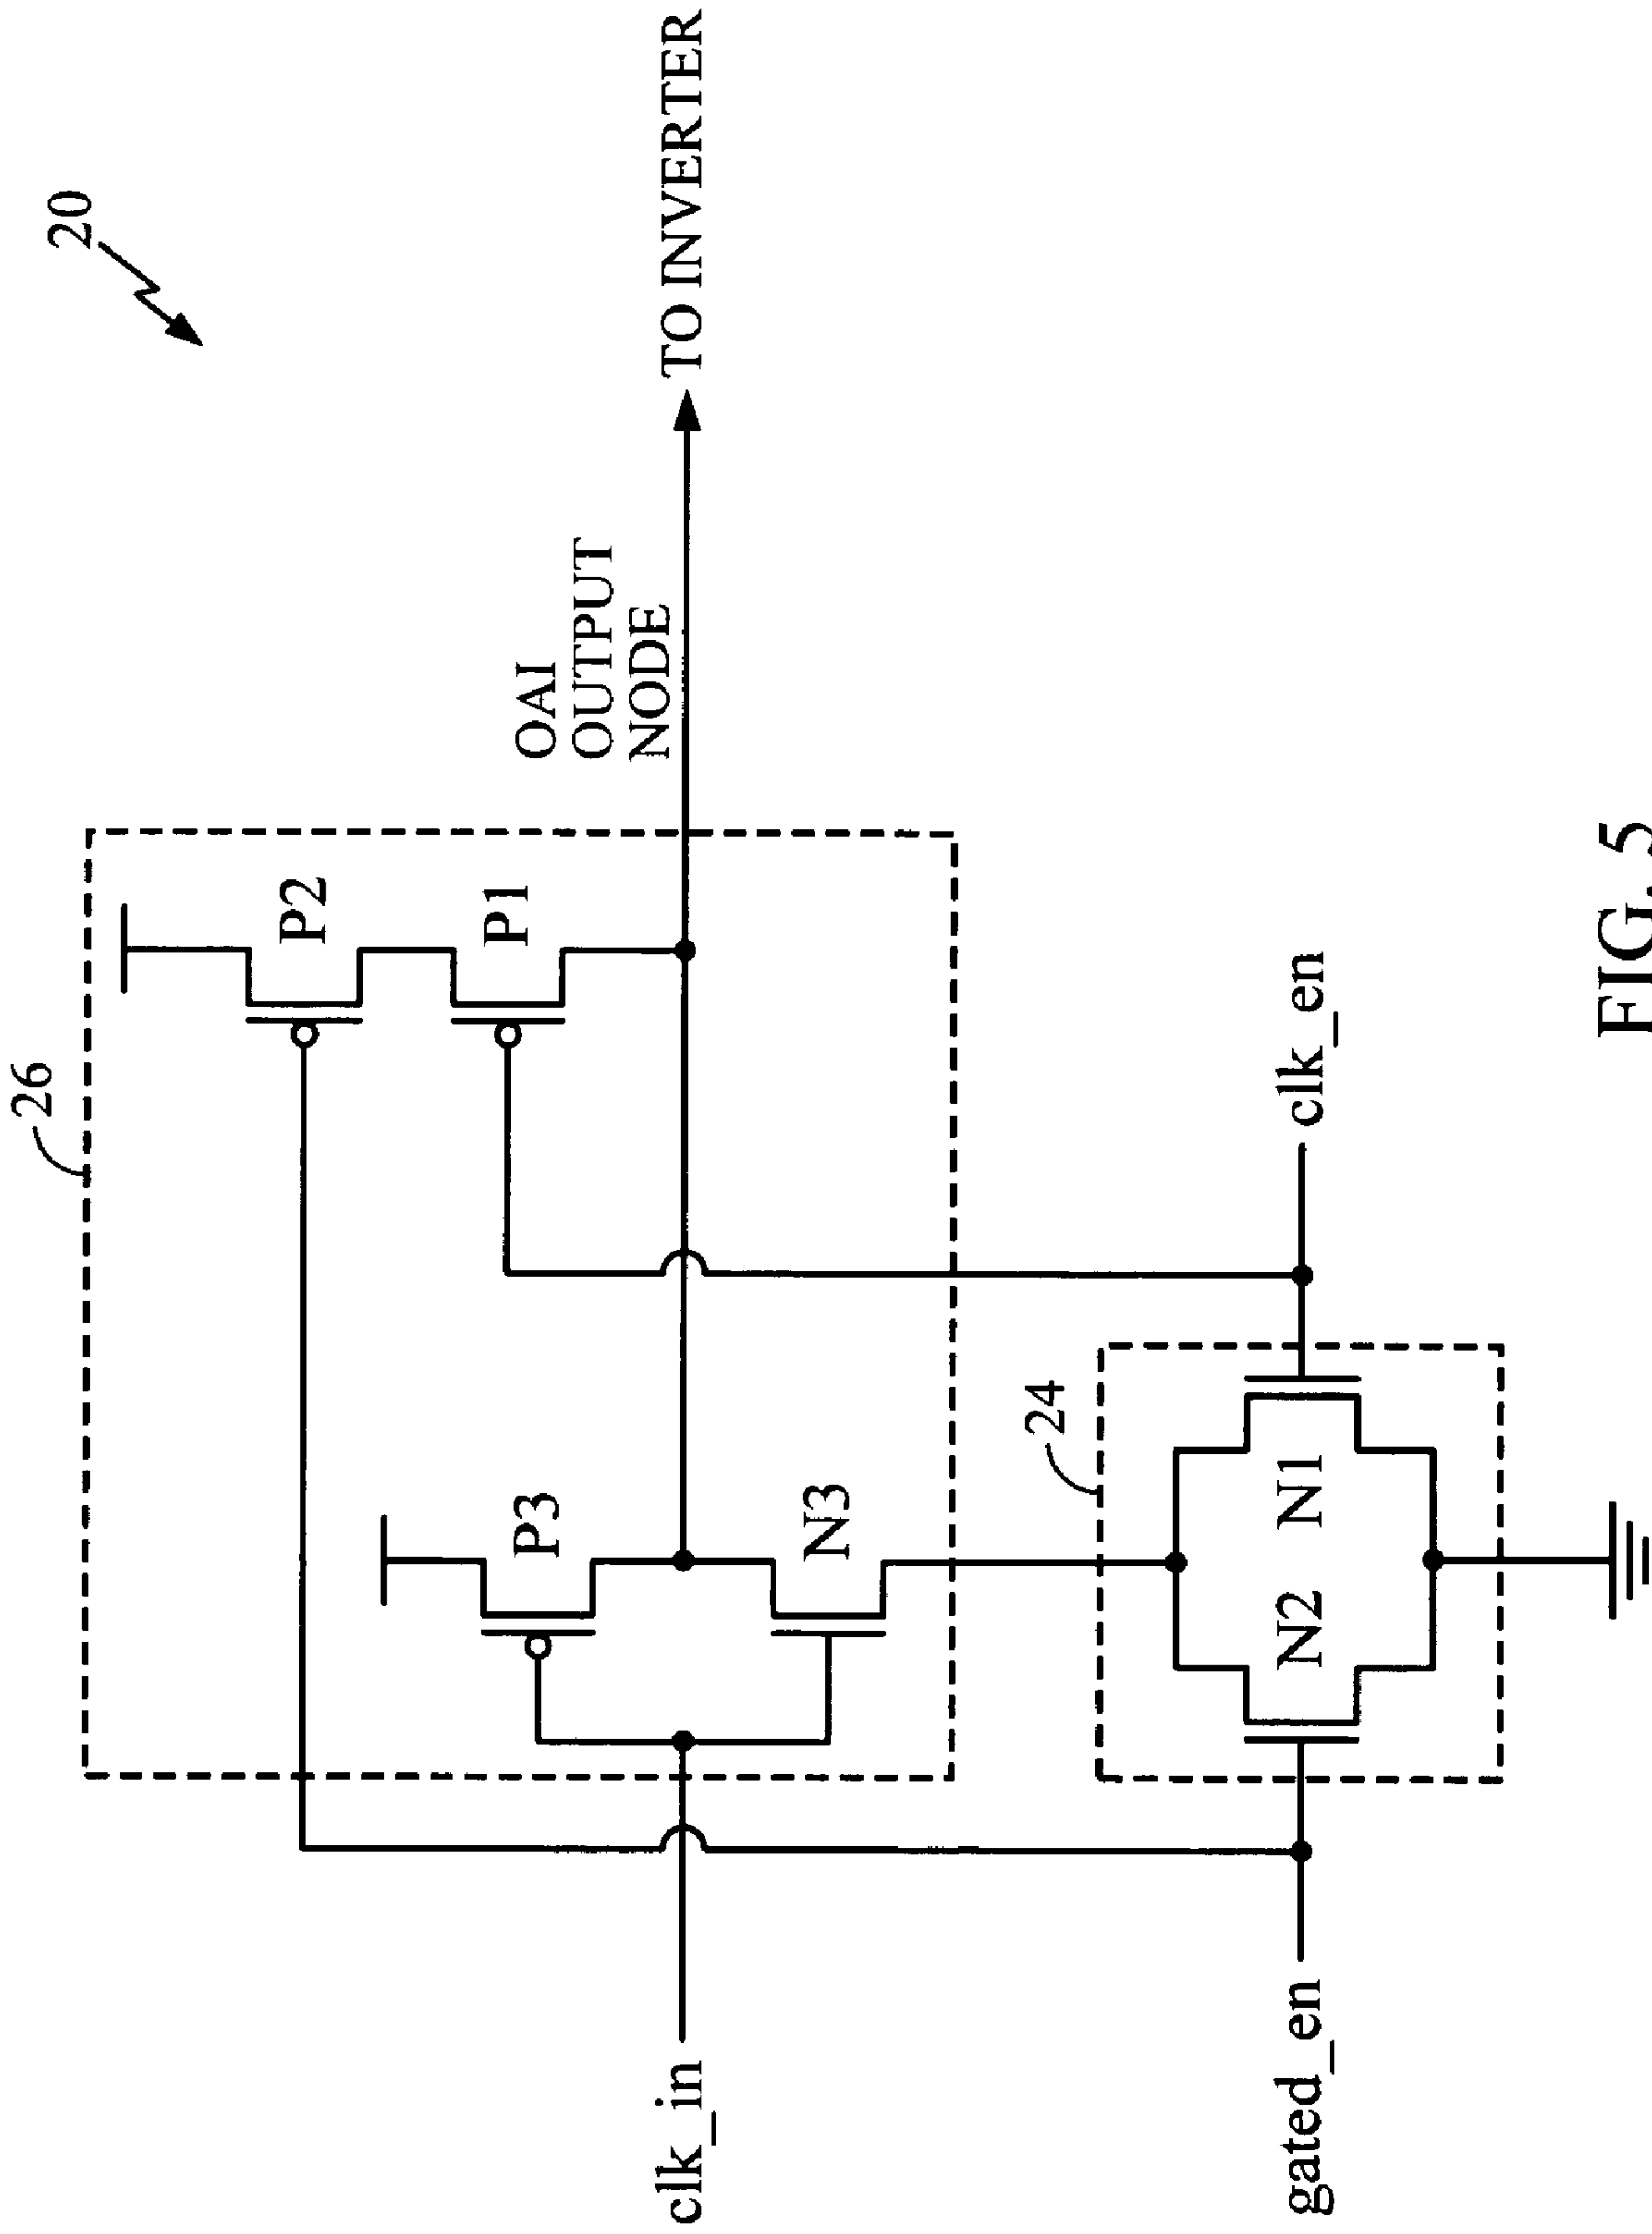 20
26
P2
P1
P3
N3
OAI
OUTPUT
NODE
TO INVERTER
clk_in
24
N2
N1
gated_en
clk_en
FIG. 5